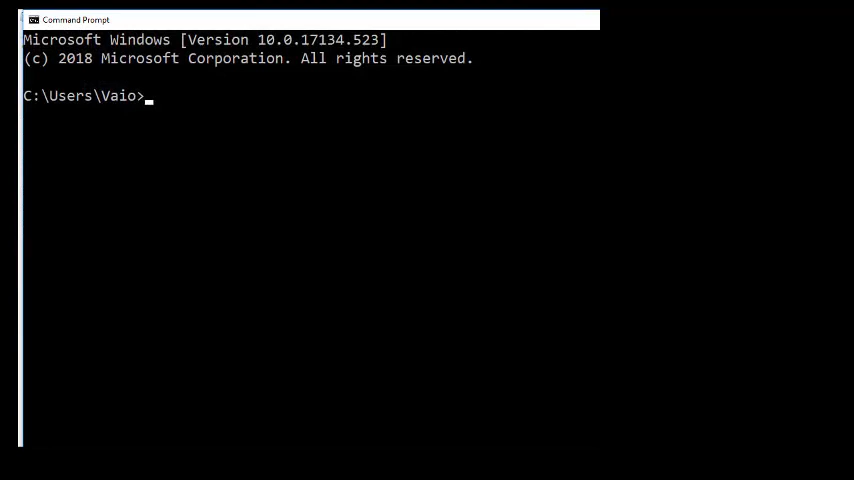 Command Prompt
Microsoft Windows [Version 10.0.17134.523]
(c) 2018 Microsoft Corporation. All rights reserved.
C:\Users\Vaio>